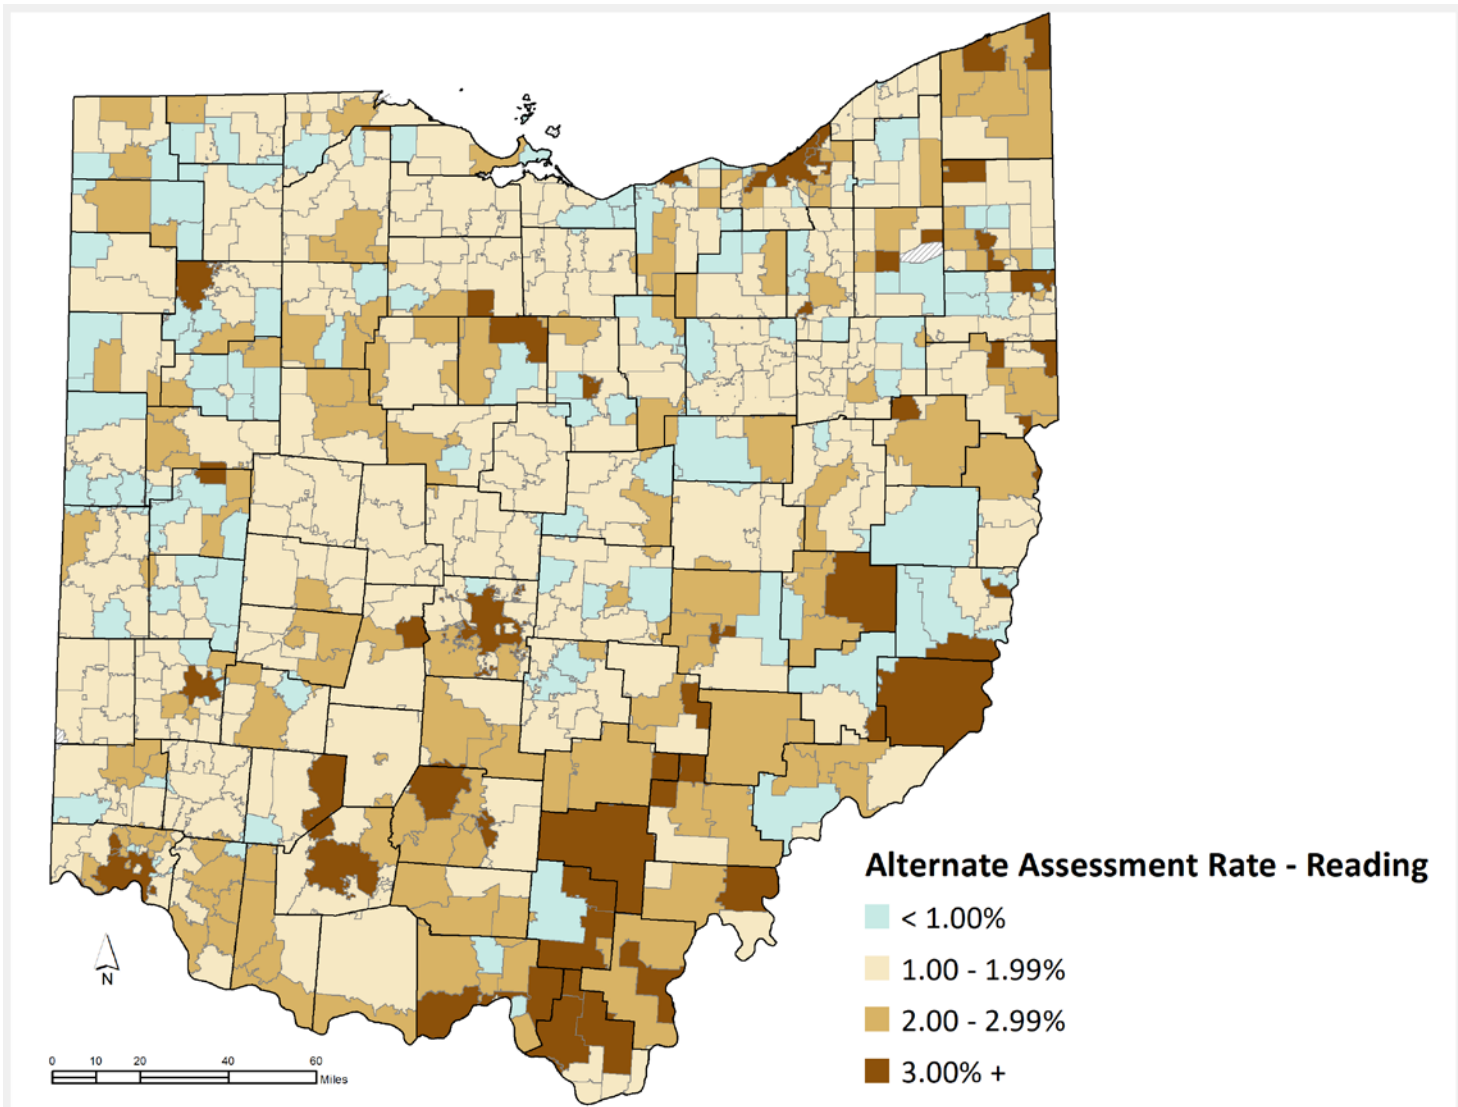 Alternate Assessment Rate - Reading
< 1.00%
1.00 - 1.99%
2.00 - 2.99%
3.00% +
N
0 10 20 40 60
Miles